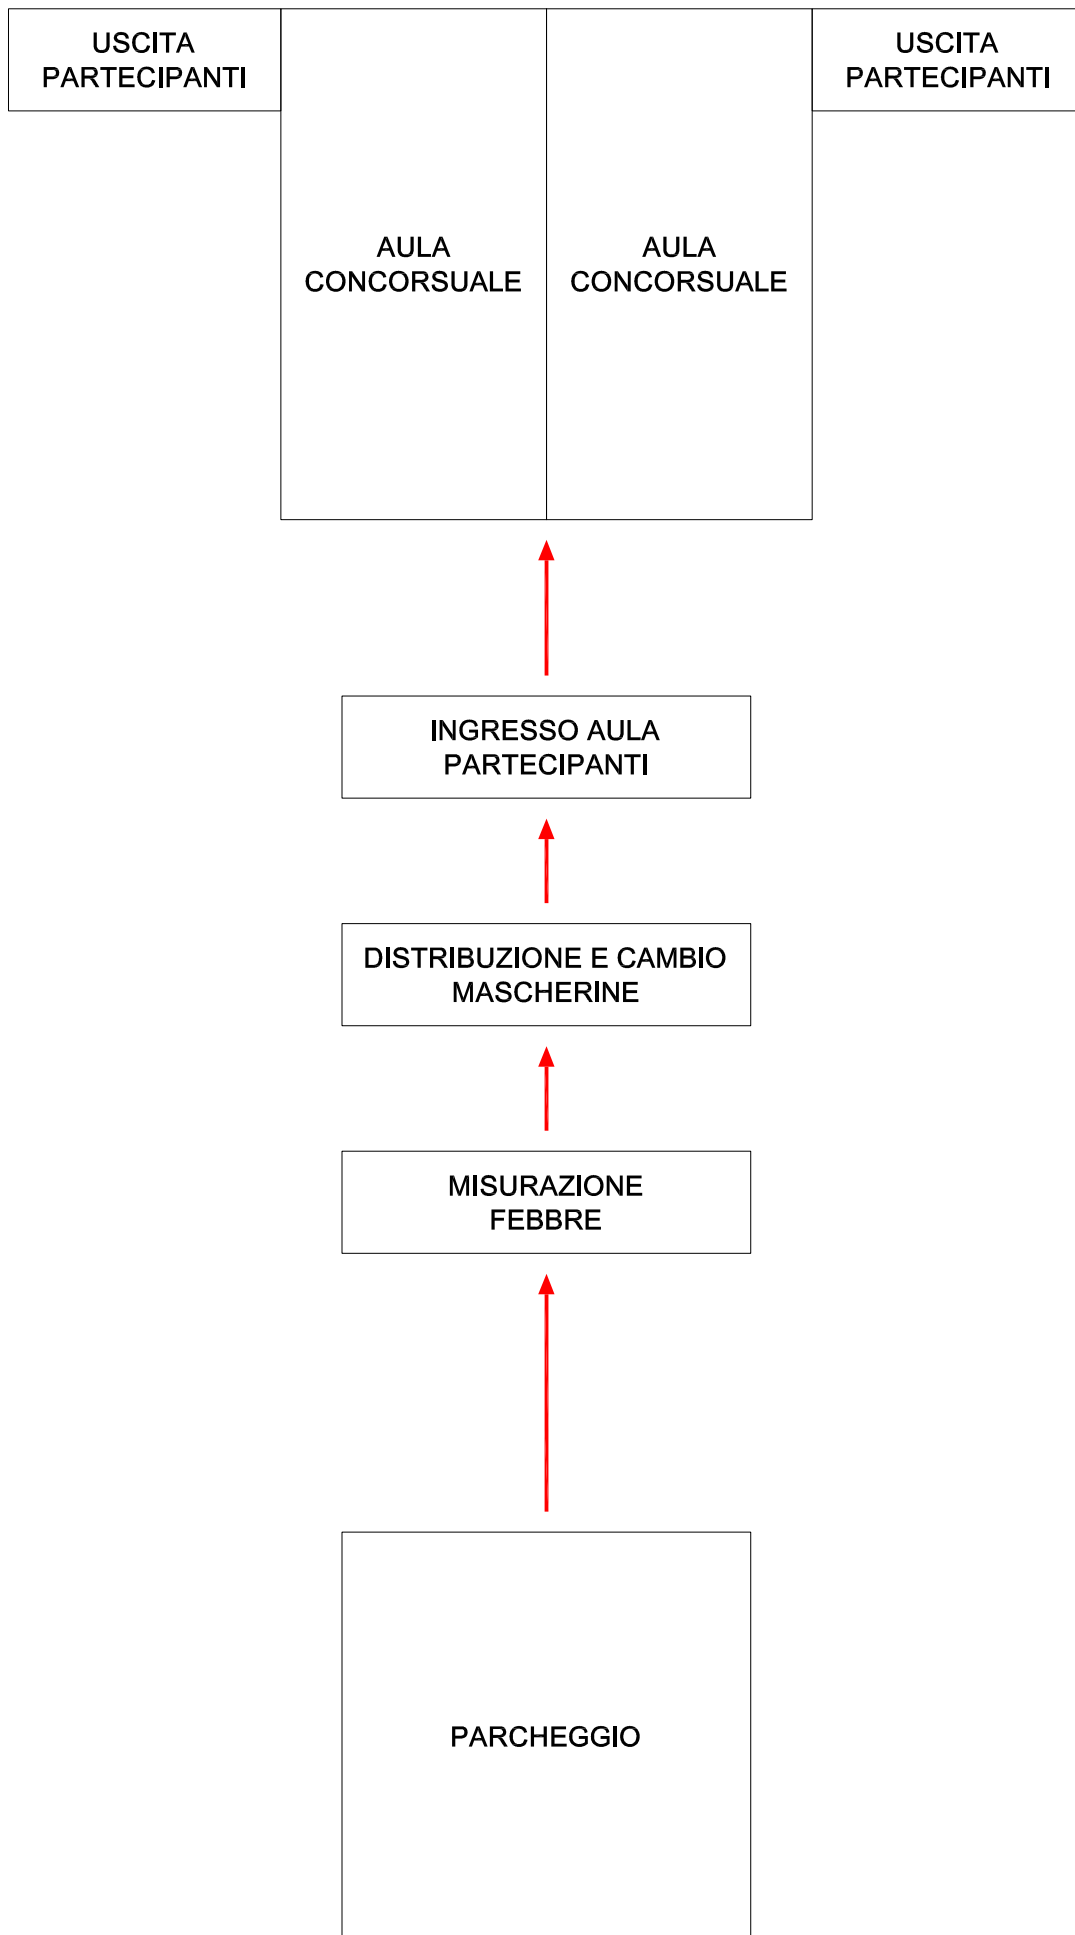 USCITA
PARTECIPANTI
USCITA
PARTECIPANTI
AULA
CONCORSUALE
AULA
CONCORSUALE
INGRESSO AULA
PARTECIPANTI
DISTRIBUZIONE E CAMBIO
MASCHERINE
MISURAZIONE
FEBBRE
PARCHEGGIO